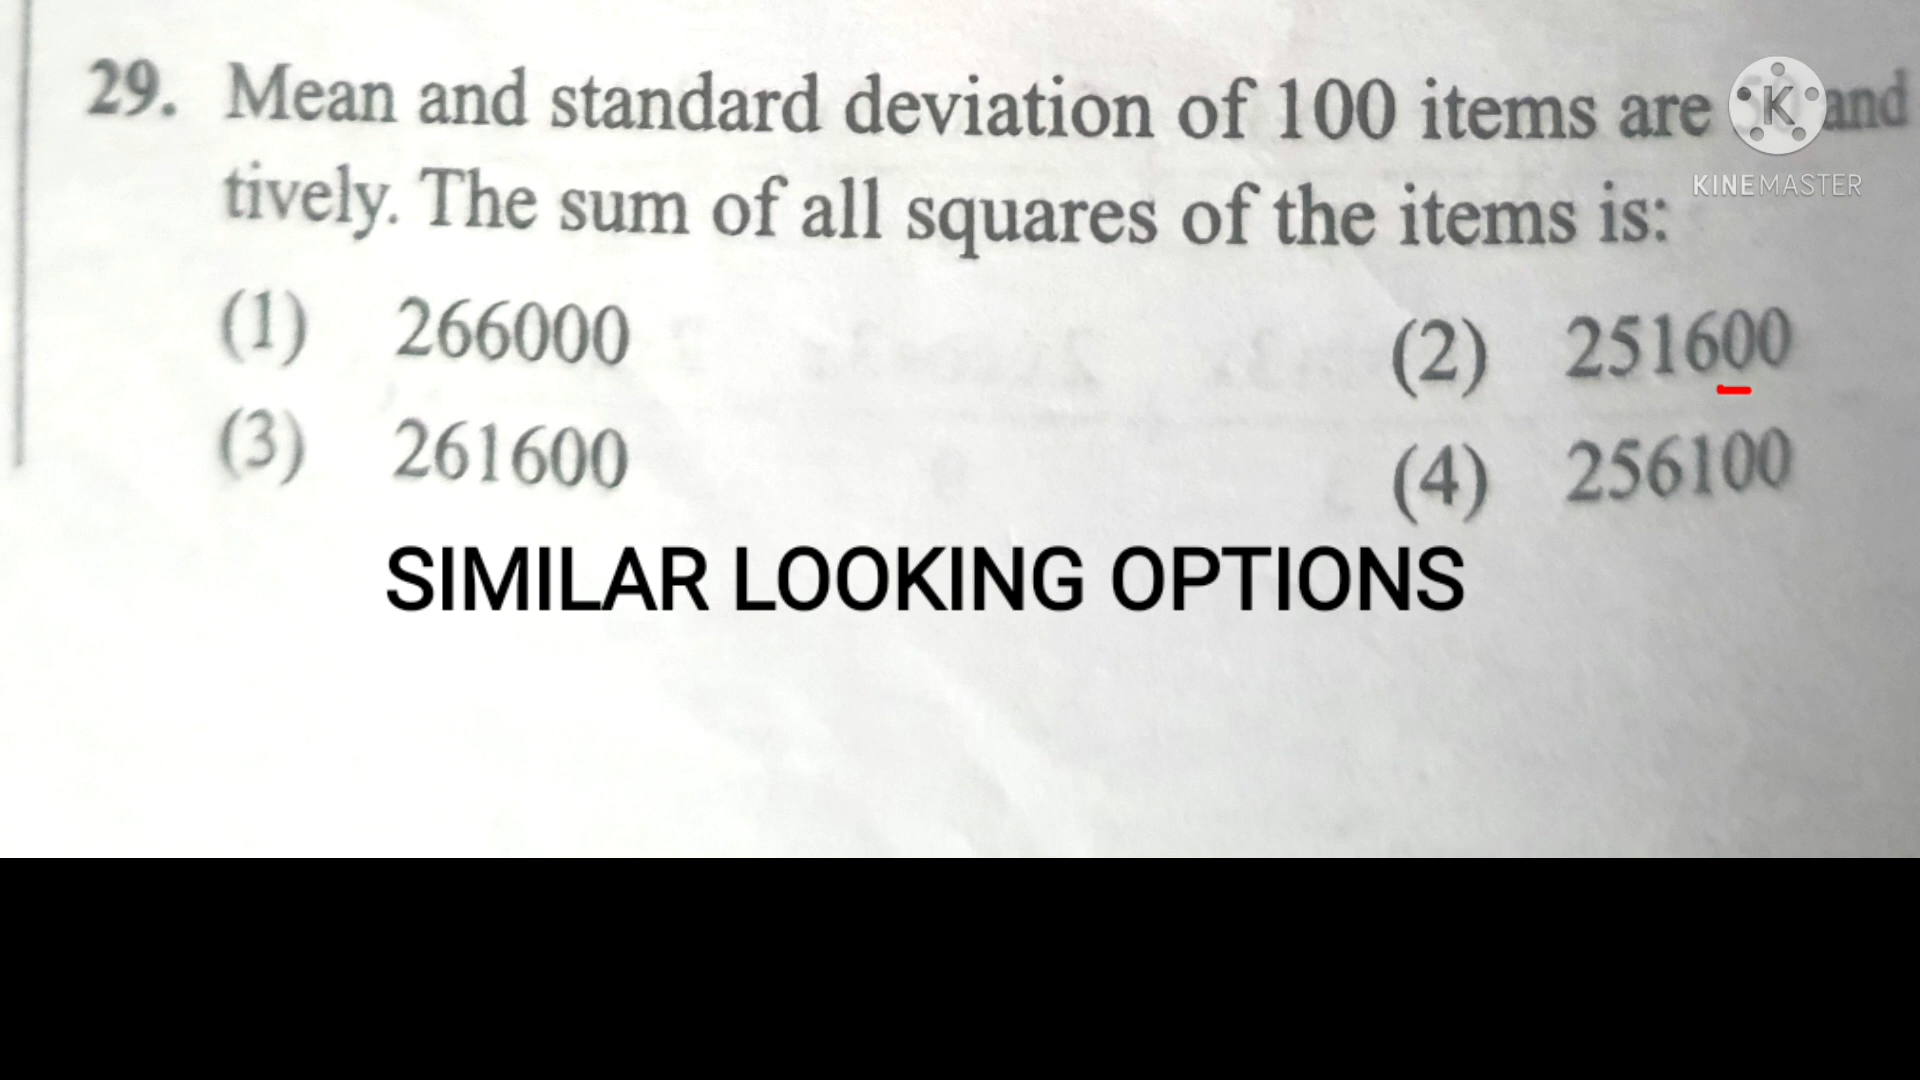 29. Mean and standard deviation of 100 items are 50 and
tively. The sum of all squares of the items is:
(1) 266000 (2) 251600
(3) 261600 (4) 256100
SIMILAR LOOKING OPTIONS
K
KINEMASTER